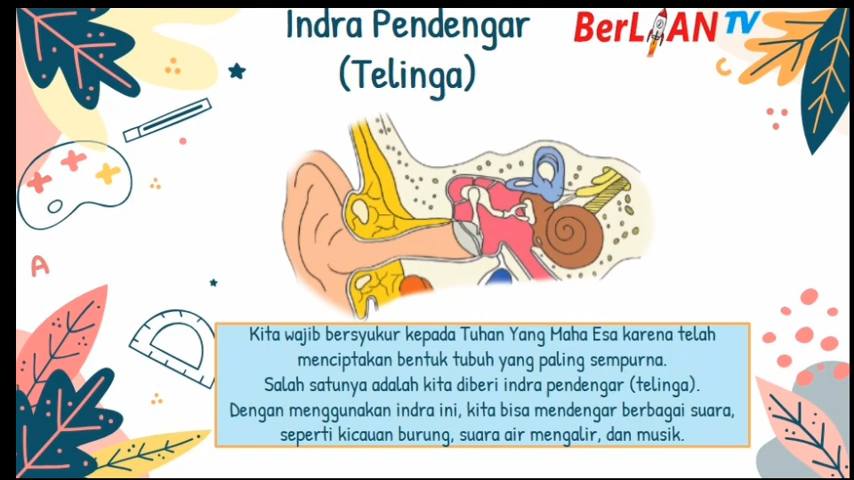 Indra Pendengar
(Telinga)
BerLIAN TV
A
Kita wajib bersyukur kepada Tuhan Yang Maha Esa karena telah
menciptakan bentuk tubuh yang paling sempurna.
Salah satunya adalah kita diberi indra pendengar (telinga).
Dengan menggunakan indra ini, kita bisa mendengar berbagai suara,
seperti kicauan burung, suara air mengalir, dan musik.